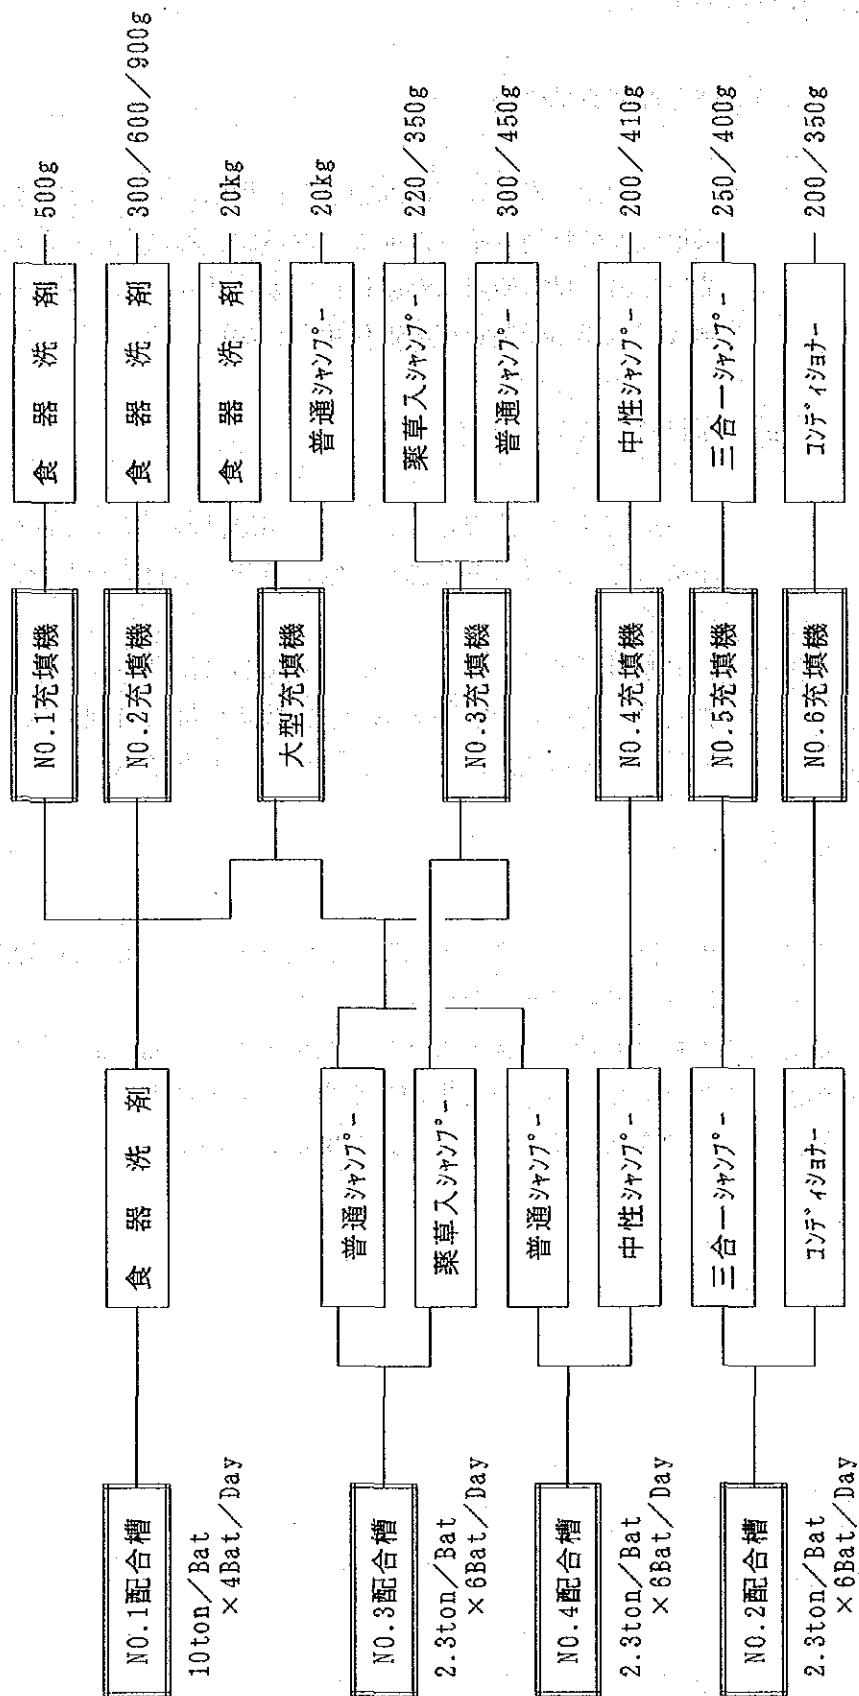 NO.1配合槽
10ton/Bat
×4Bat/Day
NO.3配合槽
2.3ton/Bat
×6Bat/Day
NO.4配合槽
2.3ton/Bat
×6Bat/Day
NO.2配合槽
2.3ton/Bat
×6Bat/Day
食器洗剤
普通シャンプー
薬草入シャンプー
普通シャンプー
中性シャンプー
三合一シャンプー
コンディショナー
NO.1充填機
NO.2充填機
大型充填機
NO.3充填機
NO.4充填機
NO.5充填機
NO.6充填機
食器洗剤
500g
食器洗剤
300/600/900g
食器洗剤
20kg
普通シャンプー
20kg
薬草入シャンプー
220/350g
普通シャンプー
300/450g
中性シャンプー
200/410g
三合一シャンプー
250/400g
コンディショナー
200/350g